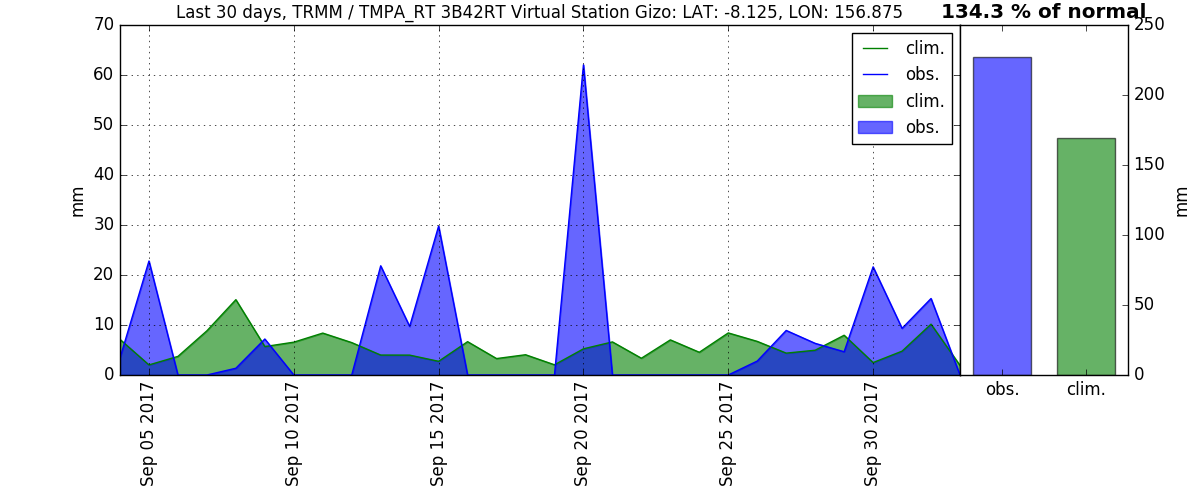 Last 30 days, TRMM / TMPA_RT 3B42RT Virtual Station Gizo: LAT: -8.125, LON: 156.875
134.3 % of normal
70
60
50
40
30
20
10
0
mm
clim.
obs.
clim.
obs.
Sep 05 2017
Sep 10 2017
Sep 15 2017
Sep 20 2017
Sep 25 2017
Sep 30 2017
250
200
150
100
50
0
mm
obs.
clim.